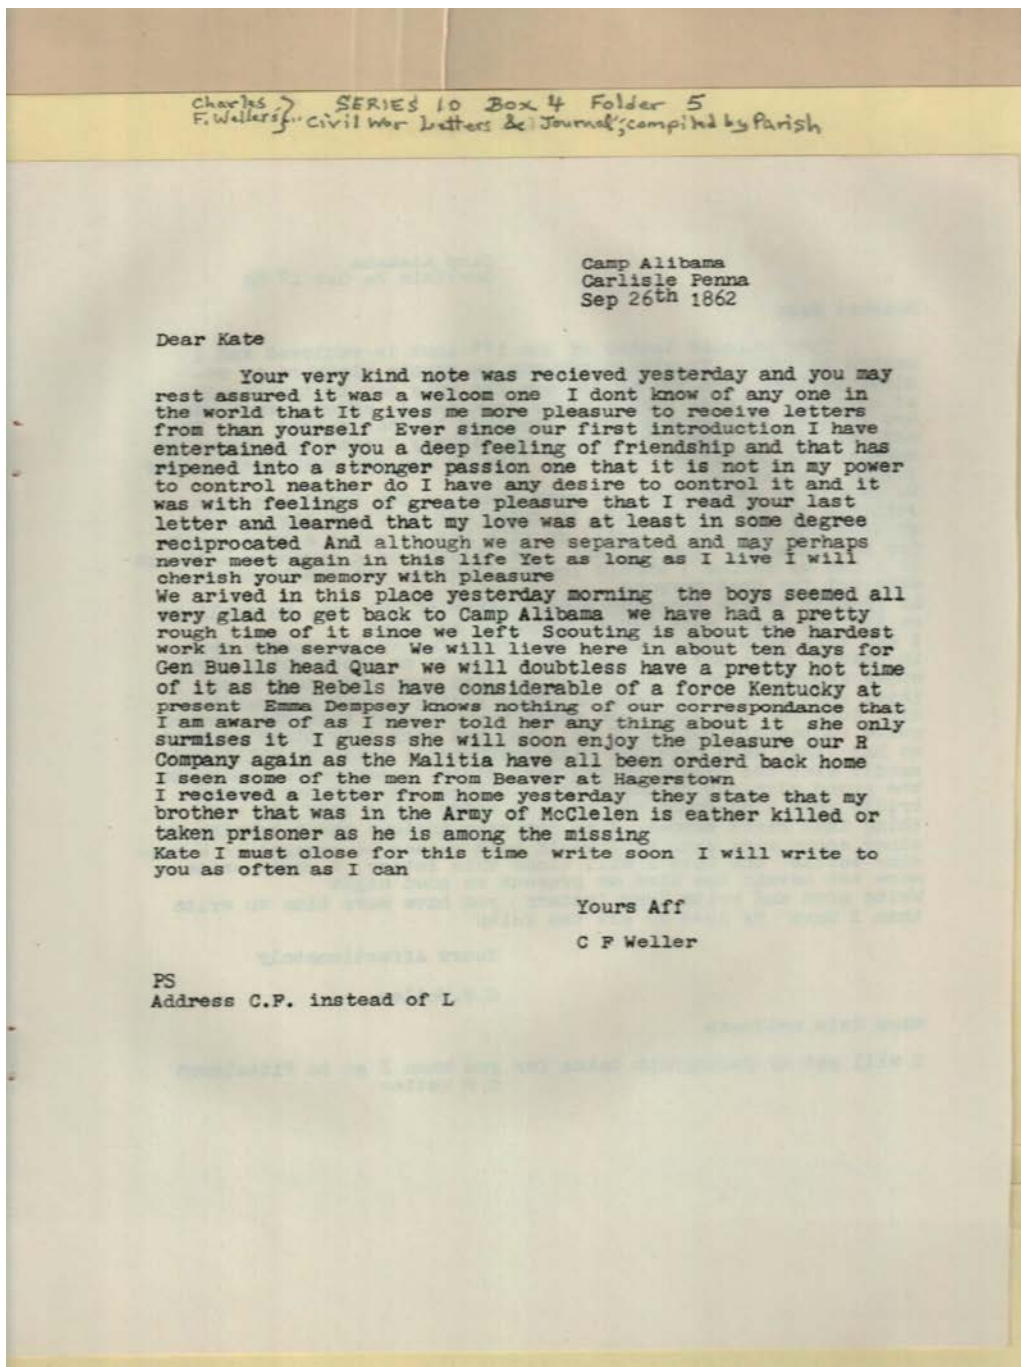 Charles } SERIES 10 Box 4 Folder 5
F. Wellers }... Civil War Letters & Journal; compiled by Parish
Camp Alibama
Carlisle Penna
Sep 26th 1862
Dear Kate
Your very kind note was recieved yesterday and you may
rest assured it was a welcom one I dont know of any one in
the world that It gives me more pleasure to receive letters
from than yourself Ever since our first introduction I have
entertained for you a deep feeling of friendship and that has
ripened into a stronger passion one that it is not in my power
to control neather do I have any desire to control it and it
was with feelings of greate pleasure that I read your last
letter and learned that my love was at least in some degree
reciprocated And although we are separated and may perhaps
never meet again in this life Yet as long as I live I will
cherish your memory with pleasure
We arived in this place yesterday morning the boys seemed all
very glad to get back to Camp Alibama we have had a pretty
rough time of it since we left Scouting is about the hardest
work in the servace We will lieve here in about ten days for
Gen Buells head Quar we will doubtless have a pretty hot time
of it as the Rebels have considerable of a force Kentucky at
present Emma Dempsey knows nothing of our correspondance that
I am aware of as I never told her any thing about it she only
surmises it I guess she will soon enjoy the pleasure our R
Company again as the Malitia have all been orderd back home
I seen some of the men from Beaver at Hagerstown
I recieved a letter from home yesterday they state that my
brother that was in the Army of McClelen is eather killed or
taken prisoner as he is among the missing
Kate I must close for this time write soon I will write to
you as often as I can
Yours Aff
C F Weller
PS
Address C.F. instead of L